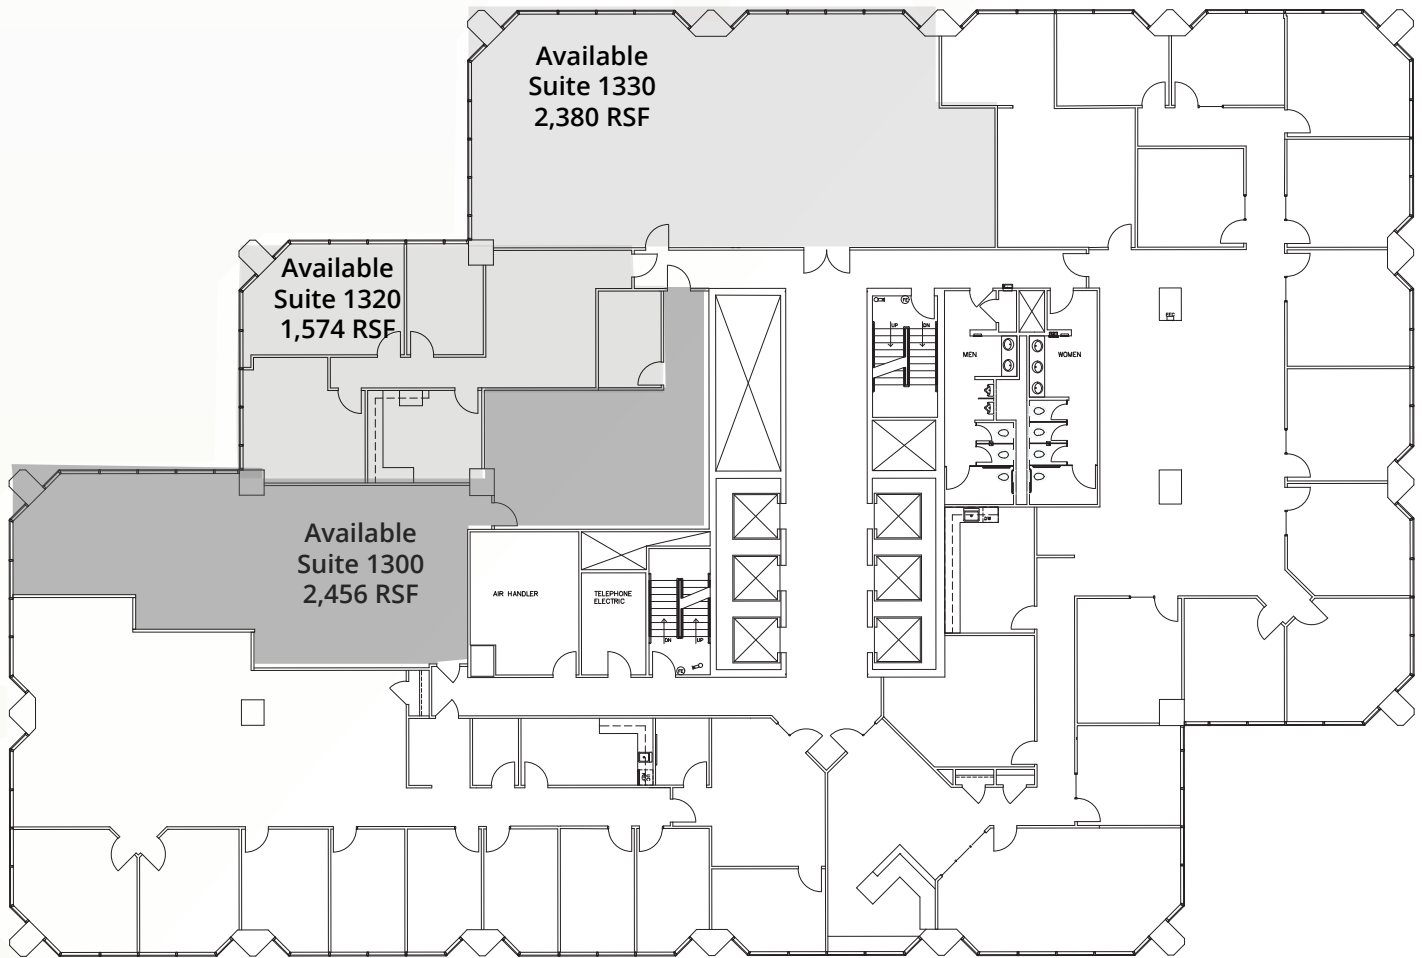 Available
Suite 1330
2,380 RSF
Available
Suite 1320
1,574 RSF
UP
DN
MEN
WOMEN
Available
Suite 1300
2,456 RSF
AIR HANDLER
TELEPHONE
ELECTRIC
DN
UP